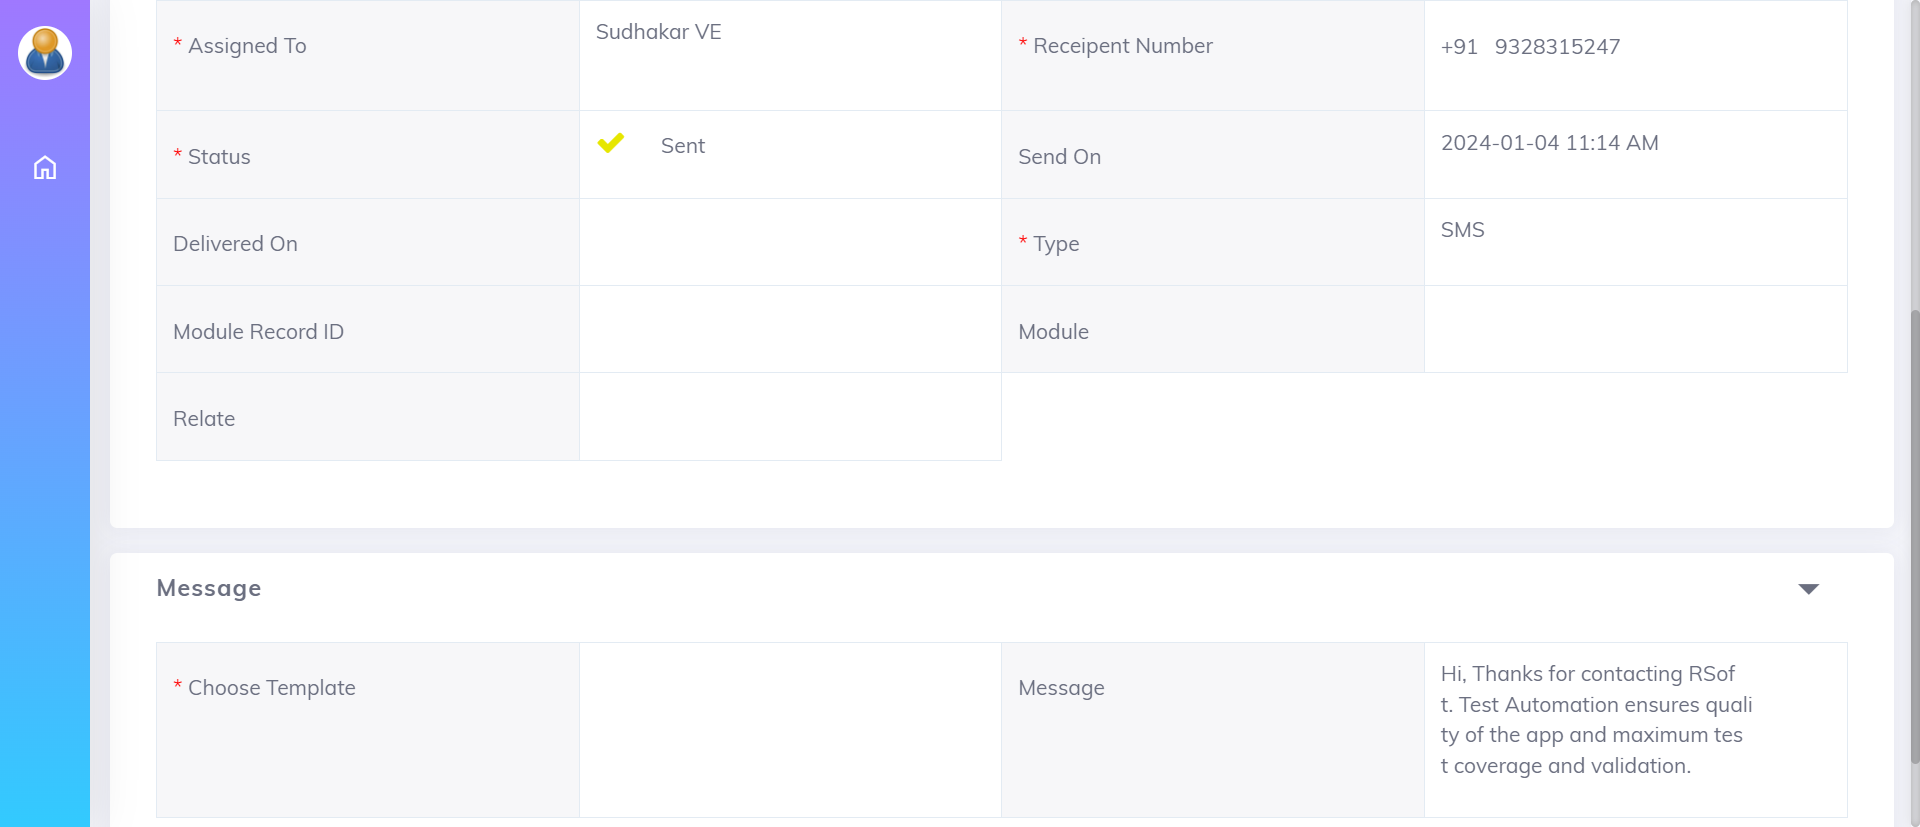 * Assigned To
Sudhakar VE
* Receipent Number
+91 9328315247
* Status
Sent
Send On
2024-01-04 11:14 AM
Delivered On
* Type
SMS
Module Record ID
Module
Relate
Message
* Choose Template
Message
Hi, Thanks for contacting RSof
t. Test Automation ensures quali
ty of the app and maximum tes
t coverage and validation.